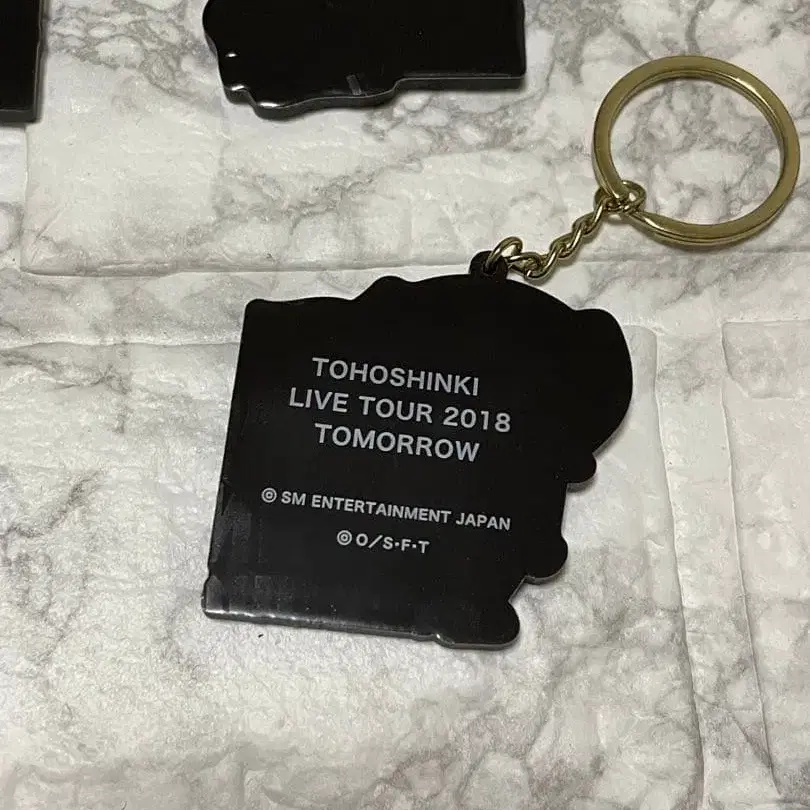 TOHOSHINKI
LIVE TOUR 2018
TOMORROW
© SM ENTERTAINMENT JAPAN
© O/S・F・T